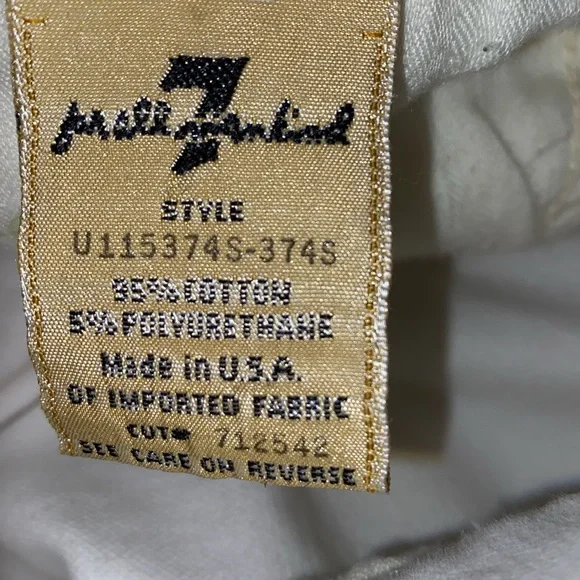 7
for all mankind
STYLE
U115374S-374S
95% COTTON
5% POLYURETHANE
Made in U.S.A.
OF IMPORTED FABRIC
CUT# 712542
SEE CARE ON REVERSE